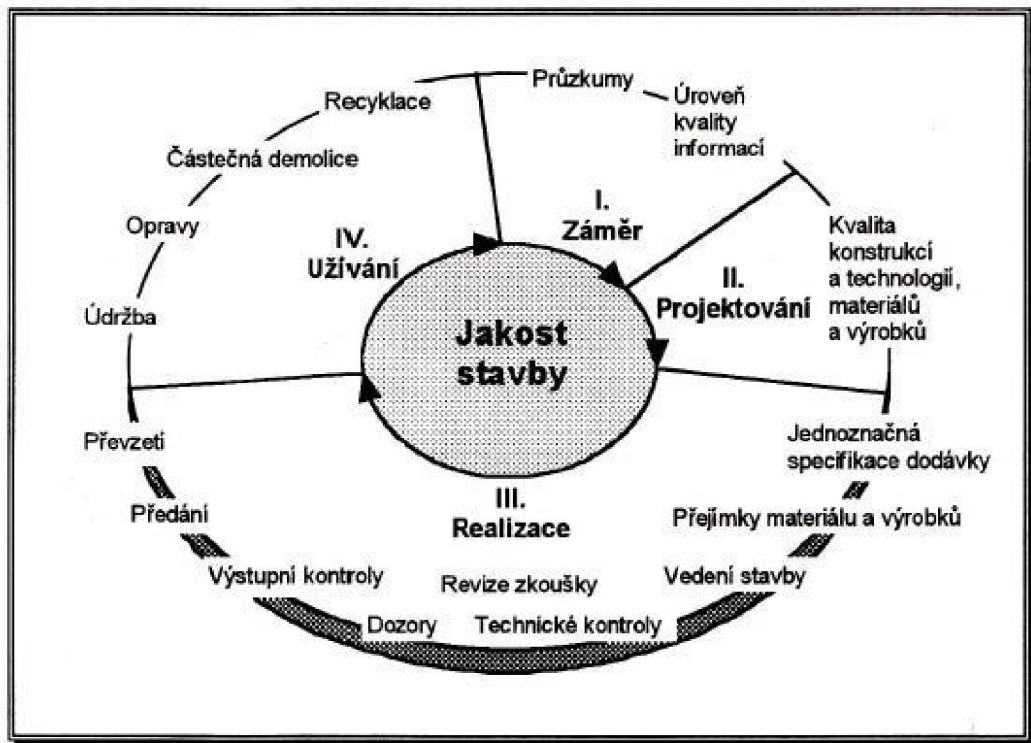 Průzkumy
Úroveň
kvality
informací
I.
Záměr
II.
Projektování
Kvalita
konstrukcí
a technologií,
materiálů
a výrobků
Jednoznačná
specifikace dodávky
Přejímky materiálu a výrobků
Vedení stavby
III.
Realizace
Revize zkoušky
Technické kontroly
Dozory
Výstupní kontroly
Předání
Převzetí
IV.
Užívání
Údržba
Opravy
Částečná demolice
Recyklace
Jakost
stavby